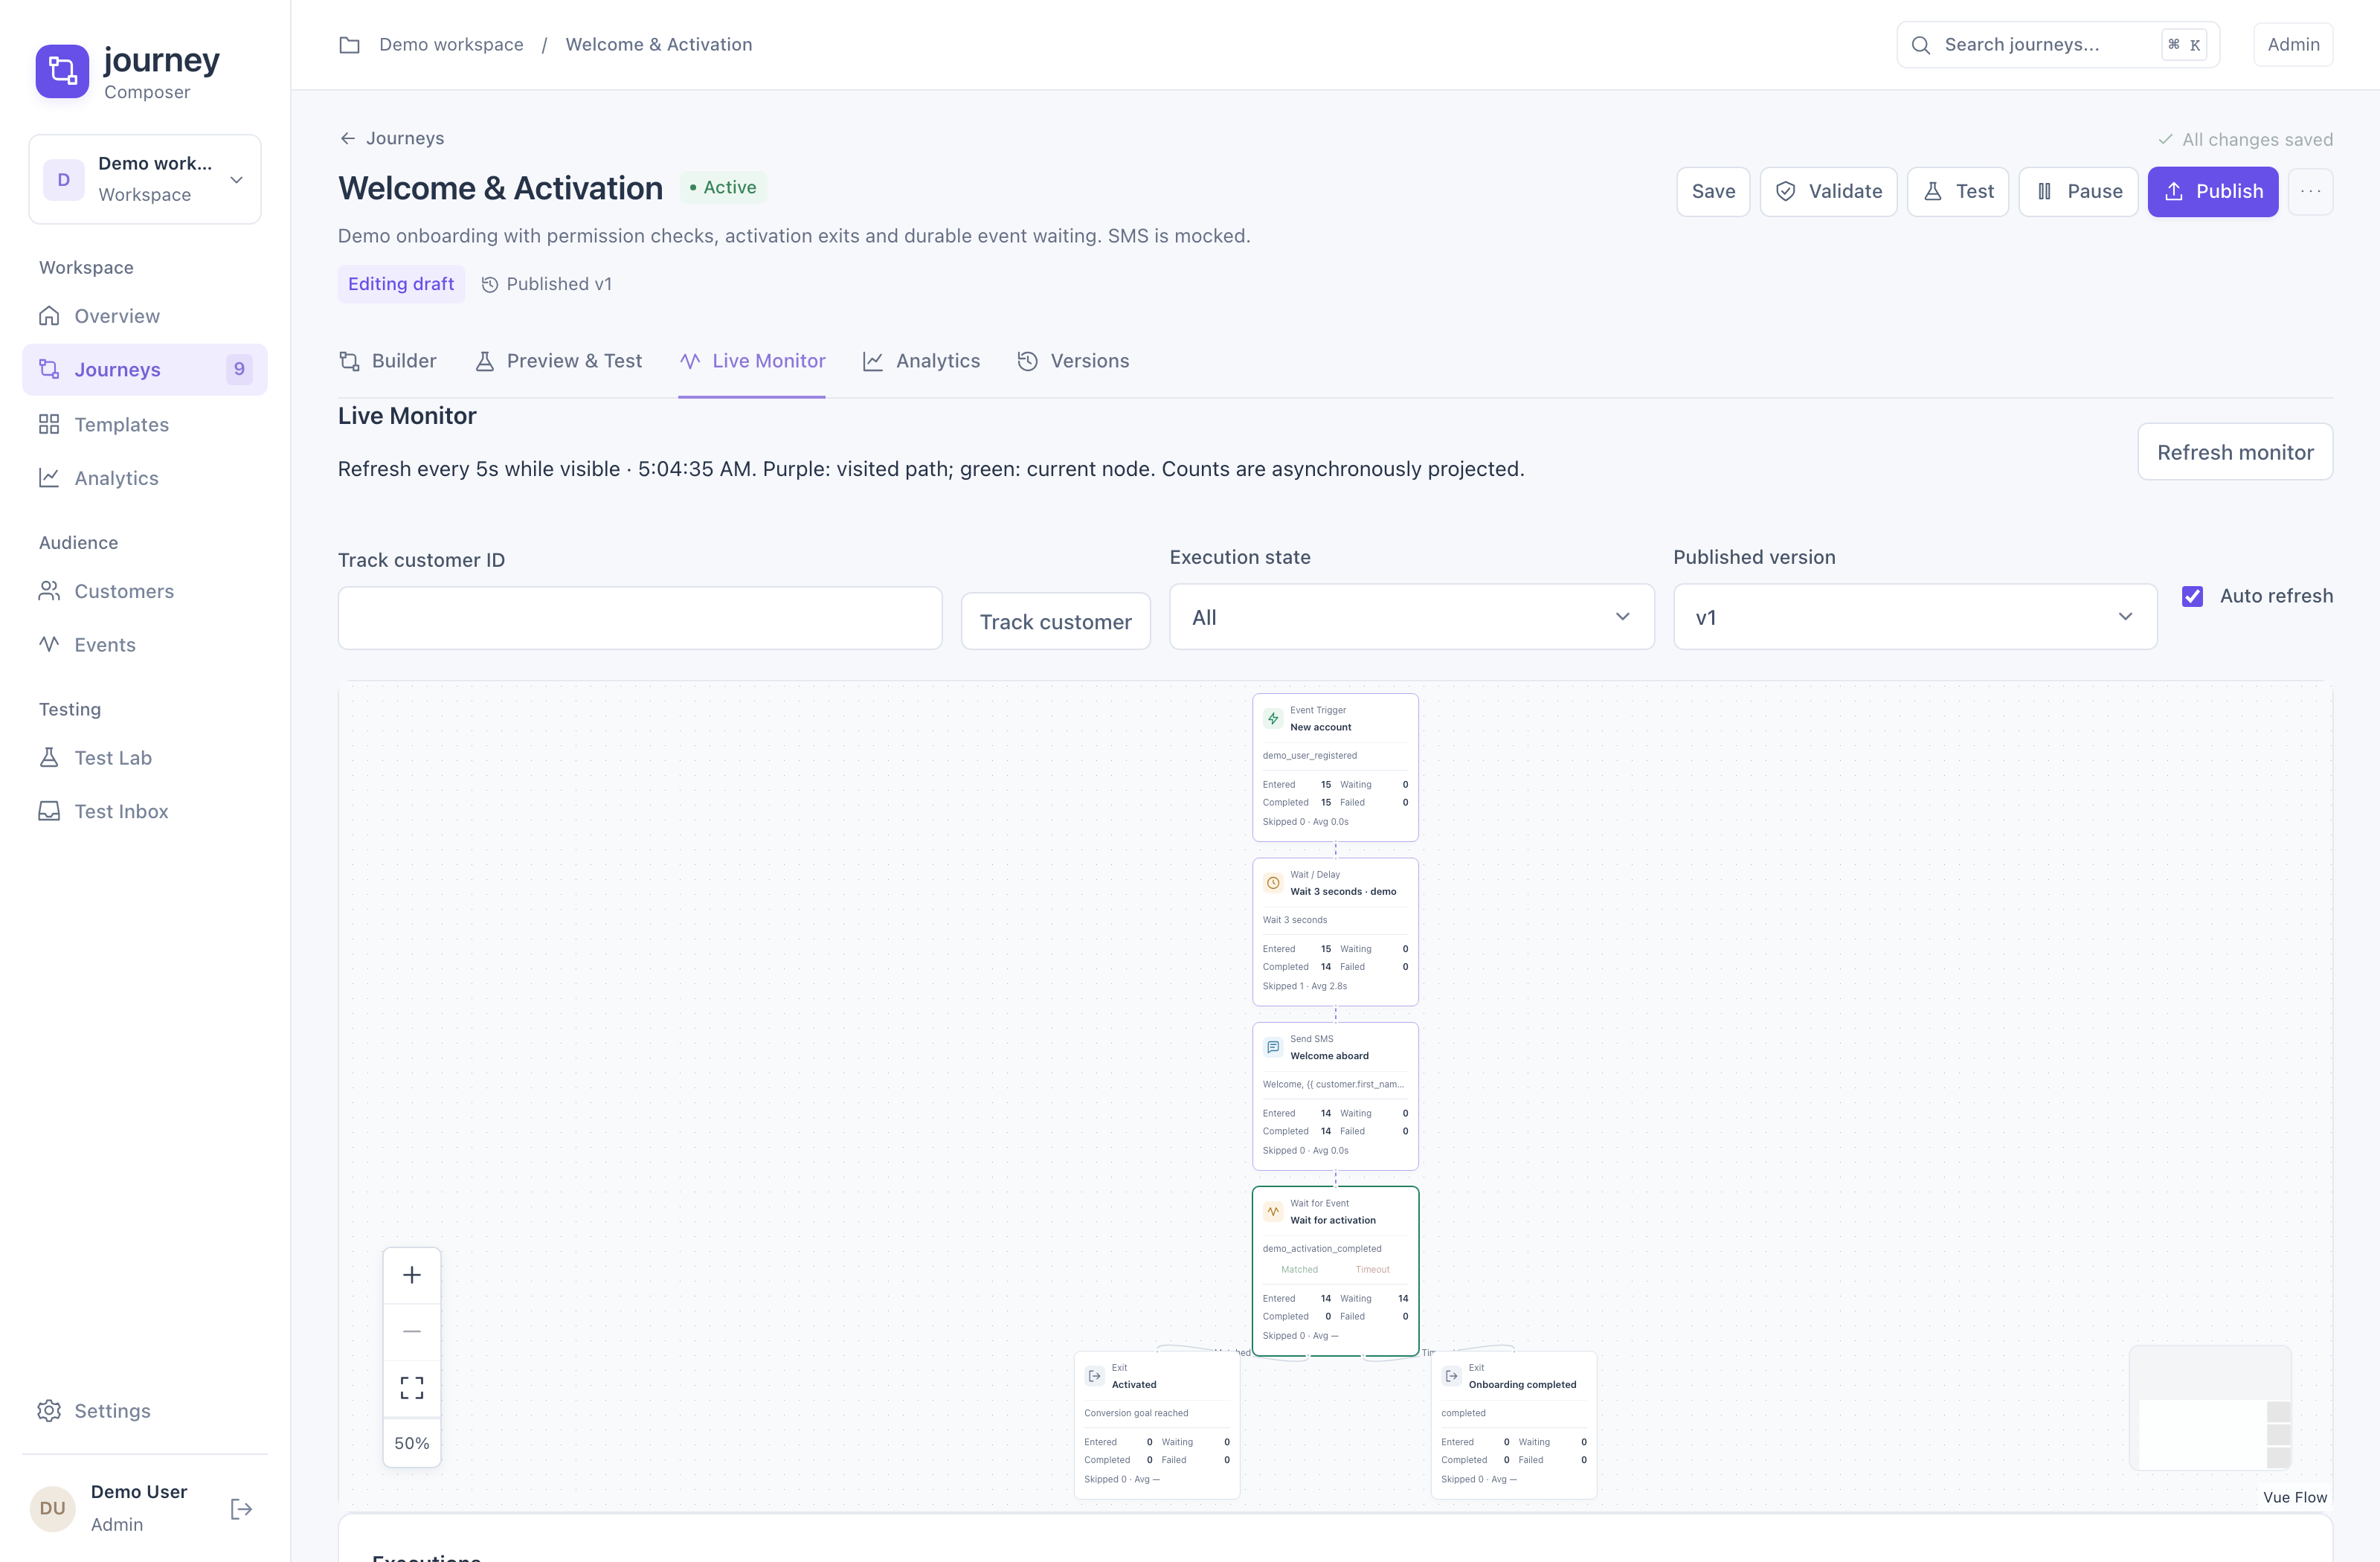 journey
Composer
D
Demo work...
Workspace
Workspace
Overview
Journeys 9
Templates
Analytics
Audience
Customers
Events
Testing
Test Lab
Test Inbox
Settings
DU
Demo User
Admin
Demo workspace / Welcome & Activation
Search journeys... ⌘ K
Admin
← Journeys
All changes saved
Welcome & Activation
Active
Save
Validate
Test
Pause
Publish
...
Demo onboarding with permission checks, activation exits and durable event waiting. SMS is mocked.
Editing draft
Published v1
Builder
Preview & Test
Live Monitor
Analytics
Versions
Live Monitor
Refresh every 5s while visible · 5:04:35 AM. Purple: visited path; green: current node. Counts are asynchronously projected.
Refresh monitor
Track customer ID
Track customer
Execution state
All
Published version
v1
Auto refresh
Event Trigger
New account
demo_user_registered
Entered 15 Waiting 0
Completed 15 Failed 0
Skipped 0 · Avg 0.0s
Wait / Delay
Wait 3 seconds · demo
Wait 3 seconds
Entered 15 Waiting 0
Completed 14 Failed 0
Skipped 1 · Avg 2.8s
Send SMS
Welcome aboard
Welcome, {{ customer.first_nam...
Entered 14 Waiting 0
Completed 14 Failed 0
Skipped 0 · Avg 0.0s
Wait for Event
Wait for activation
demo_activation_completed
Matched Timeout
Entered 14 Waiting 14
Completed 0 Failed 0
Skipped 0 · Avg —
Exit
Activated
Conversion goal reached
Entered 0 Waiting 0
Completed 0 Failed 0
Skipped 0 · Avg —
Exit
Onboarding completed
completed
Entered 0 Waiting 0
Completed 0 Failed 0
Skipped 0 · Avg —
50%
Vue Flow
Executions